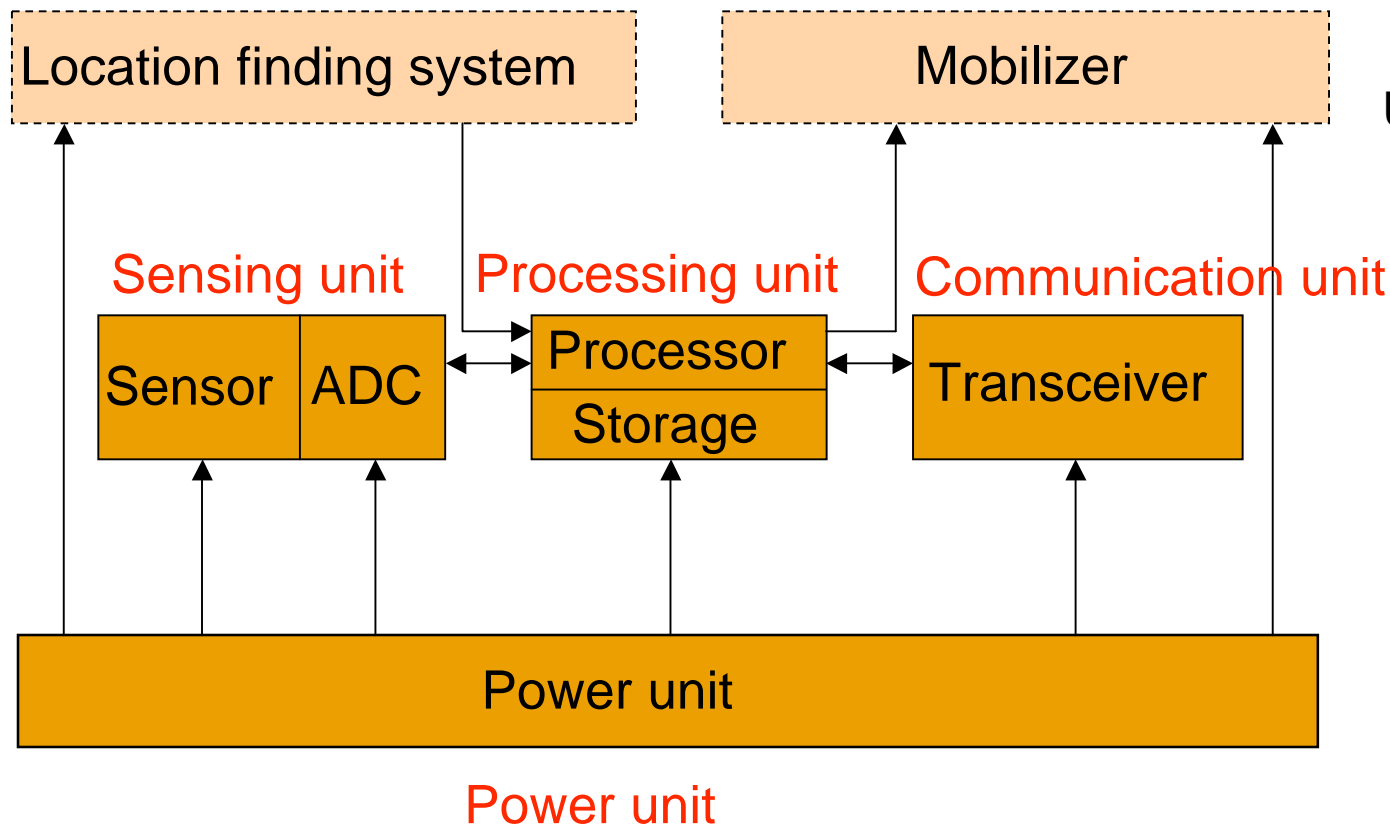 Location finding system
Mobilizer
Sensing unit
Processing unit
Communication unit
Sensor
ADC
Processor
Storage
Transceiver
Power unit
Power unit